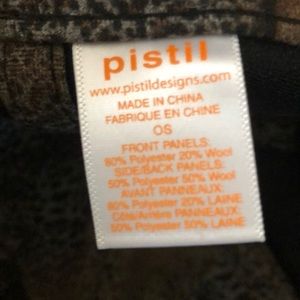 pistil
www.pistildesigns.com
MADE IN CHINA
FABRIQUE EN CHINE
OS
FRONT PANELS:
80% Polyester 20% Wool
SIDE/BACK PANELS:
50% Polyester 50% Wool
AVANT PANNEAUX:
80% Polyester 20% LAINE
Côte/Arrière PANNEAUX:
50% Polyester 50% LAINE